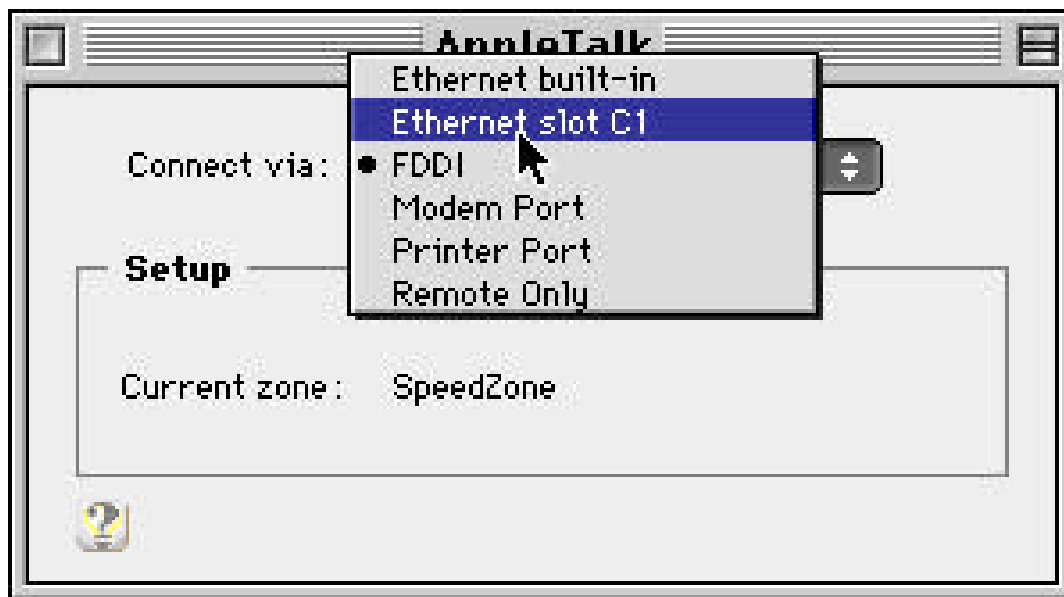 AppleTalk
Ethernet built-in
Ethernet slot C1
Connect via: • FDDI
Modem Port
Printer Port
Setup
Remote Only
Current zone: SpeedZone
?